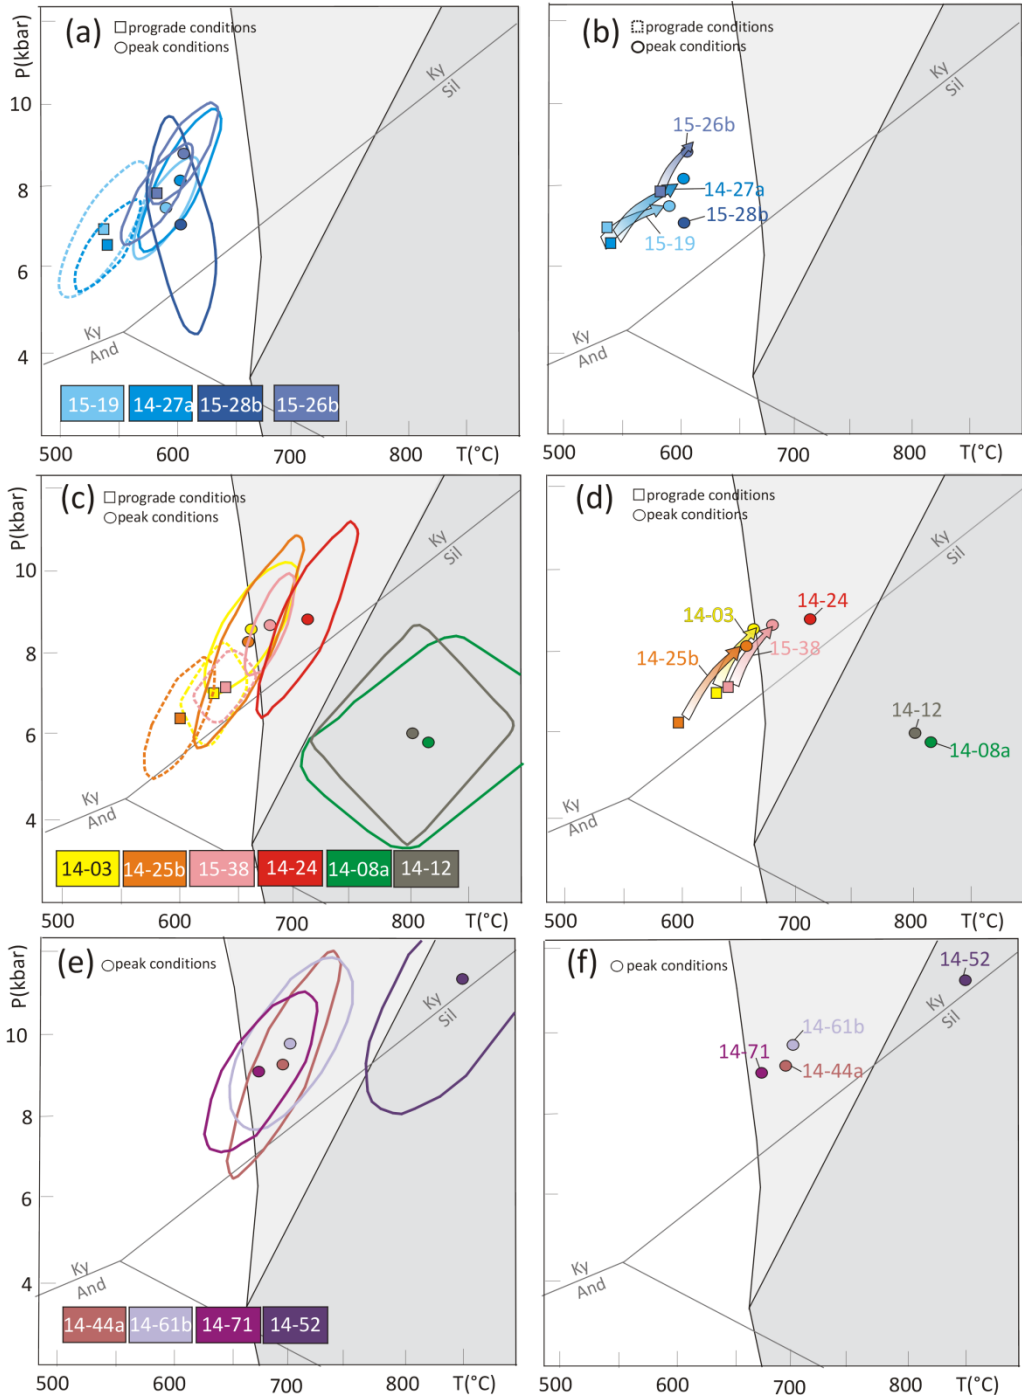 (a)
prograde conditions
peak conditions
P(kbar)
10
8
6
4
Ky
Sil
Ky
And
15-19
14-27a
15-28b
15-26b
500
600
700
800
T(°C)
(b)
prograde conditions
peak conditions
Ky
Sil
15-26b
14-27a
15-28b
15-19
Ky
And
500
600
700
800
T(°C)
(c)
prograde conditions
peak conditions
P(kbar)
10
8
6
4
Ky
Sil
Ky
And
14-03
14-25b
15-38
14-24
14-08a
14-12
500
600
700
800
T(°C)
(d)
prograde conditions
peak conditions
Ky
Sil
14-03
14-24
14-25b
15-38
14-12
14-08a
Ky
And
500
600
700
800
T(°C)
(e)
peak conditions
P(kbar)
10
8
6
4
Ky
Sil
Ky
And
14-44a
14-61b
14-71
14-52
500
600
700
800
T(°C)
(f)
peak conditions
14-52
Ky
Sil
14-61b
14-71
14-44a
Ky
And
500
600
700
800
T(°C)